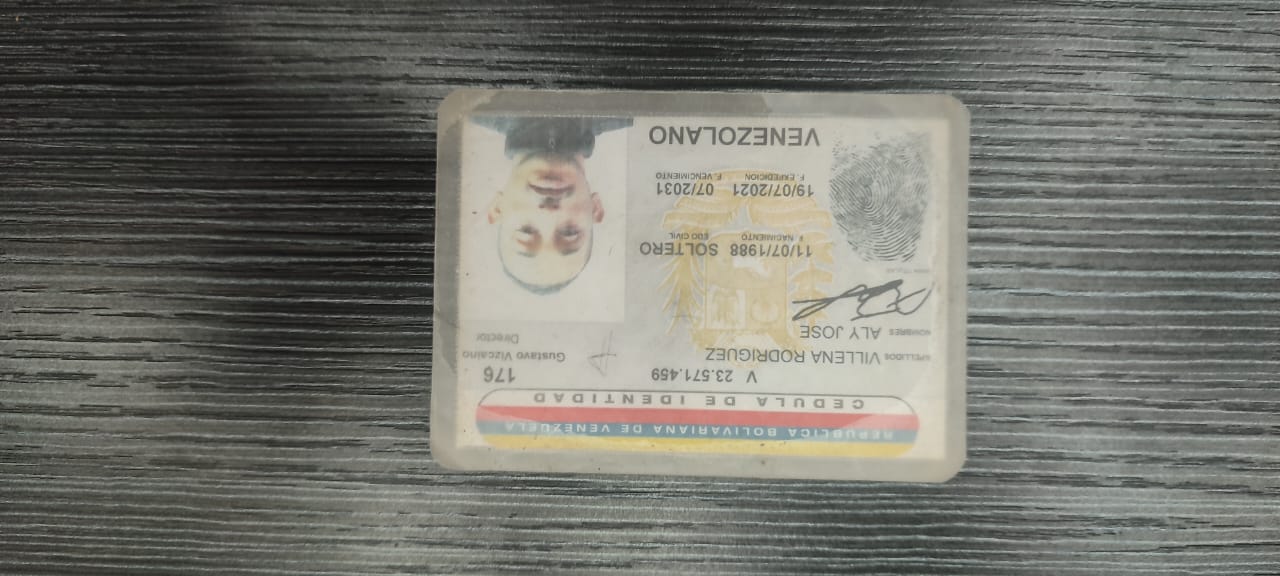 REPUBLICA BOLIVARIANA DE VENEZUELA
CEDULA DE IDENTIDAD
V 23.571.459
176
APELLIDOS VILLENA RODRIGUEZ
Gustavo Vizcaino
Director
NOMBRES ALY JOSE
11/07/1988 SOLTERO
F. NACIMIENTO EDO CIVIL
19/07/2021 07/2031
F. EXPEDICION F. VENCIMIENTO
VENEZOLANO